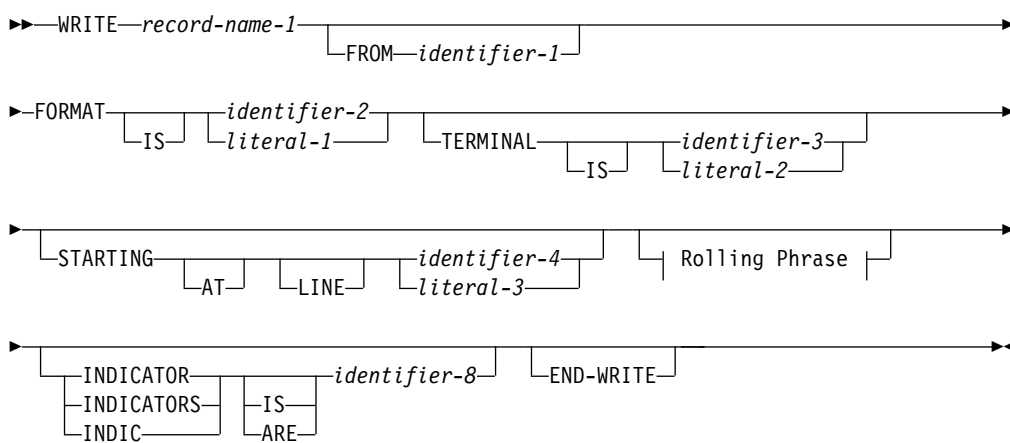 WRITE record-name-1
FROM identifier-1
FORMAT identifier-2
IS literal-1 TERMINAL identifier-3
IS literal-2
STARTING identifier-4 Rolling Phrase
AT LINE literal-3
INDICATOR identifier-8 END-WRITE
INDICATORS IS
INDIC ARE